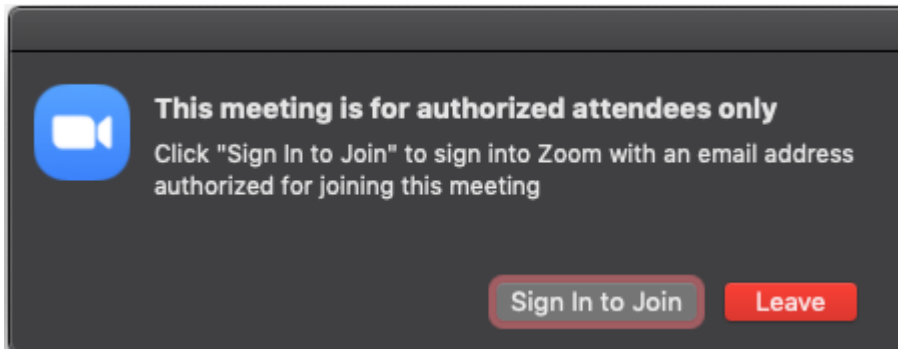 This meeting is for authorized attendees only
Click "Sign In to Join" to sign into Zoom with an email address
authorized for joining this meeting
Sign In to Join
Leave